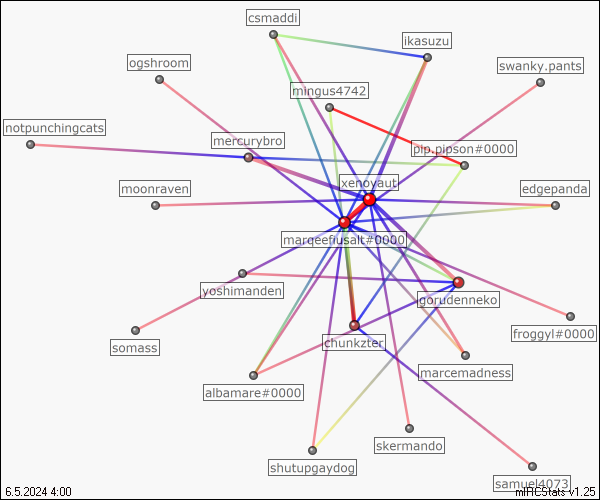 csmaddi
ikasuzu
ogshroom
swanky.pants
mingus4742
notpunchingcats
mercurybro
pip.pipson#0000
xenoyaut
moonraven
edgepanda
marqeefiusalt#0000
yoshimanden
gorudenneko
froggyl#0000
somass
chunkzter
marcemadness
albamare#0000
skermando
shutupgaydog
samuel4073
6.5.2024 4:00
mIRCStats v1.25